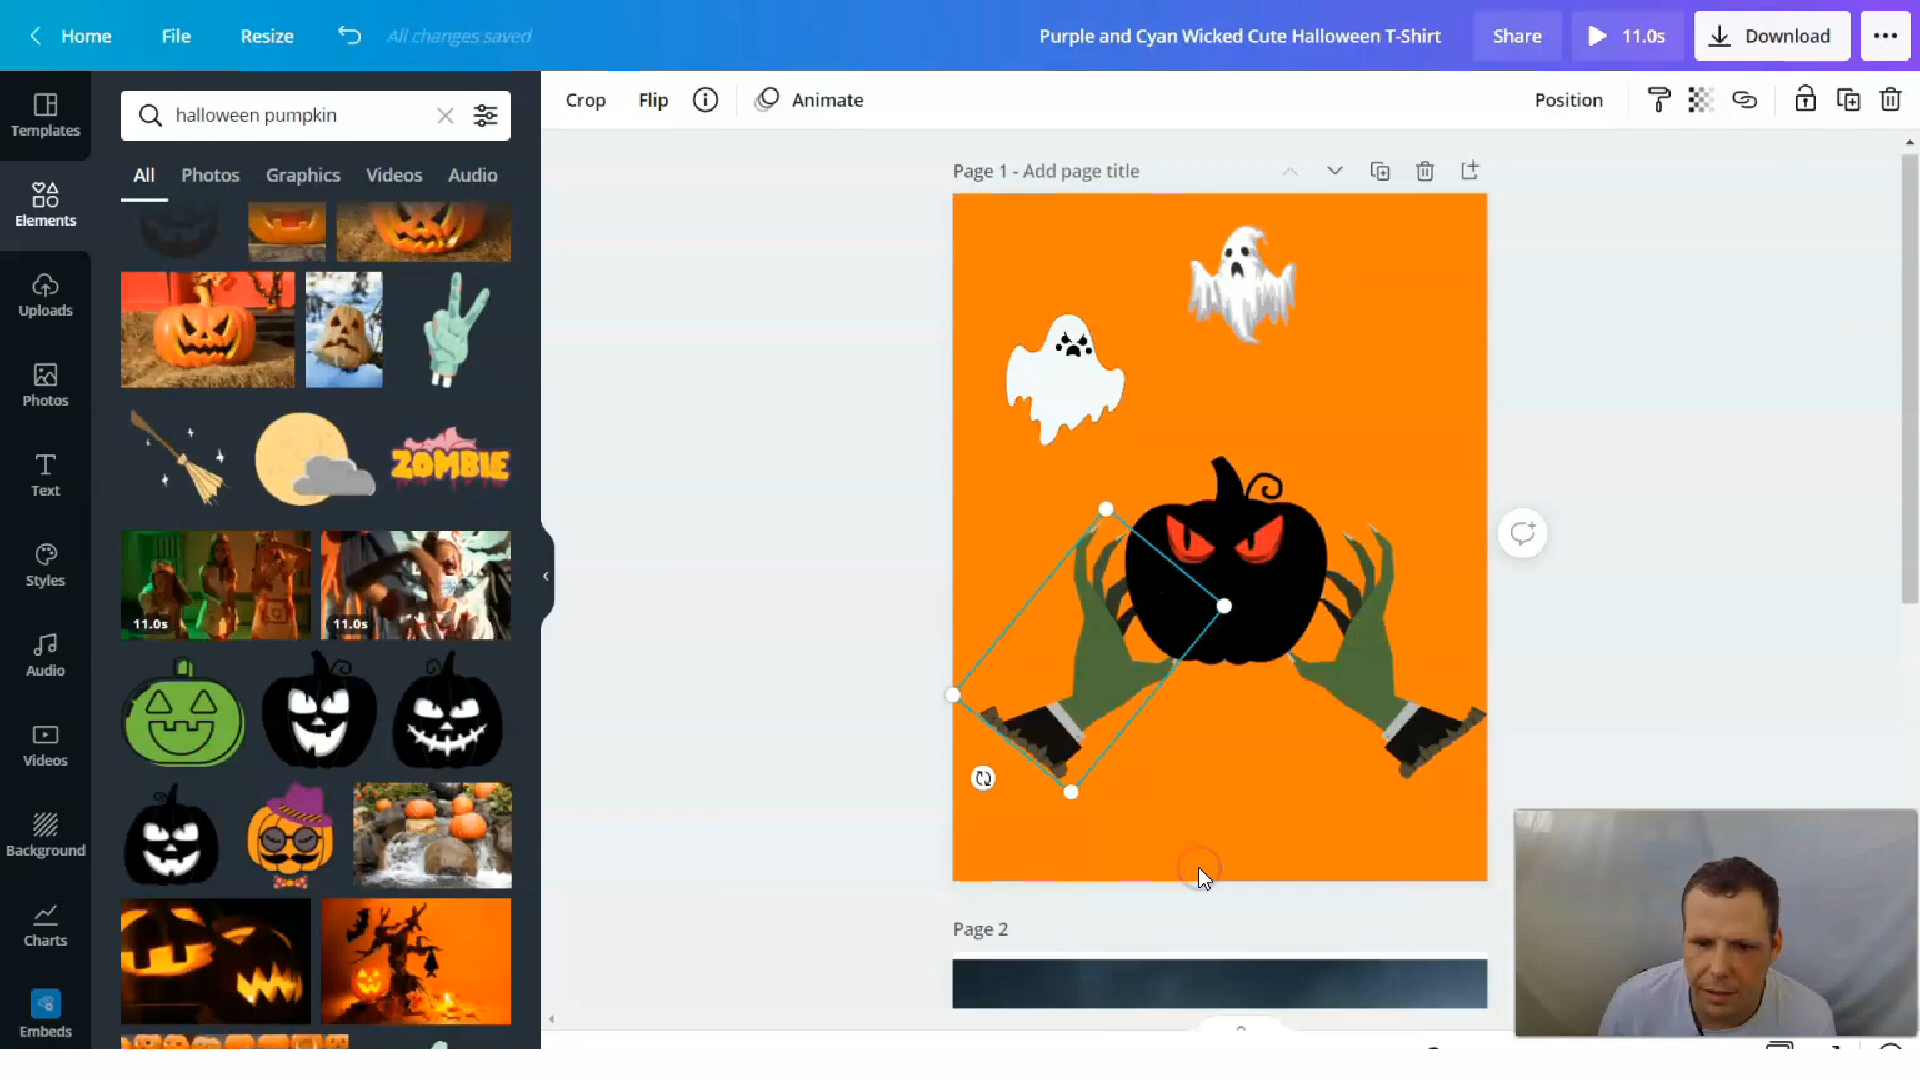 Home File Resize All changes saved Purple and Cyan Wicked Cute Halloween T-Shirt Share 11.0s Download
Templates
Elements
Uploads
Photos
Text
Styles
Audio
Videos
Background
Charts
Embeds
halloween pumpkin
All Photos Graphics Videos Audio
ZOMBIE
11.0s 11.0s
Crop Flip Animate Position
Page 1 - Add page title
Page 2